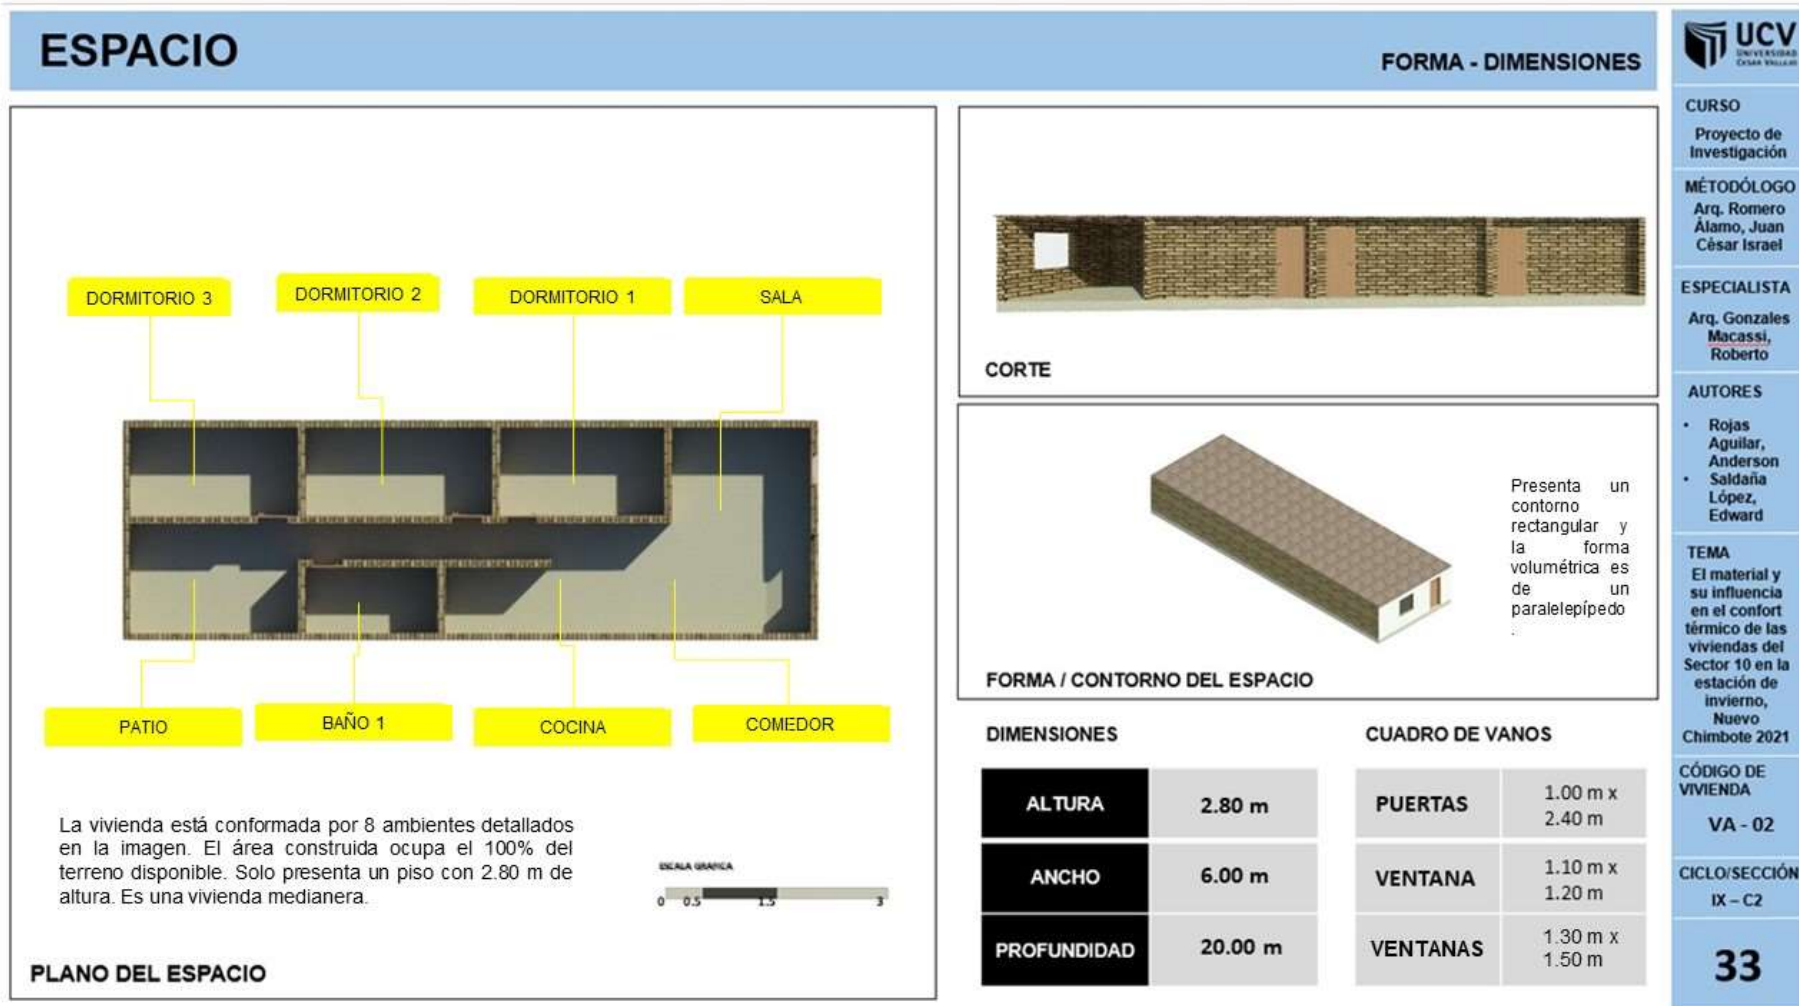 ESPACIO
FORMA - DIMENSIONES
DORMITORIO 3
DORMITORIO 2
DORMITORIO 1
SALA
PATIO
BAÑO 1
COCINA
COMEDOR
La vivienda está conformada por 8 ambientes detallados
en la imagen. El área construida ocupa el 100% del
terreno disponible. Solo presenta un piso con 2.80 m de
altura. Es una vivienda medianera.
ESCALA GRAFICA
0 0.5 1.5 3
PLANO DEL ESPACIO
CORTE
Presenta un
contorno
rectangular y
la forma
volumétrica es
de un
paralelepípedo
.
FORMA / CONTORNO DEL ESPACIO
DIMENSIONES
ALTURA 2.80 m
ANCHO 6.00 m
PROFUNDIDAD 20.00 m
CUADRO DE VANOS
PUERTAS
1.00 m x
2.40 m
VENTANA
1.10 m x
1.20 m
VENTANAS
1.30 m x
1.50 m
UCV
UNIVERSIDAD
CESAR VALLEJO
CURSO
Proyecto de
Investigación
MÉTODÓLOGO
Arq. Romero
Álamo, Juan
César Israel
ESPECIALISTA
Arq. Gonzales
Macassi,
Roberto
AUTORES
• Rojas
Aguilar,
Anderson
• Saldaña
López,
Edward
TEMA
El material y
su influencia
en el confort
térmico de las
viviendas del
Sector 10 en la
estación de
invierno,
Nuevo
Chimbote 2021
CÓDIGO DE
VIVIENDA
VA - 02
CICLO/SECCIÓN
IX – C2
33